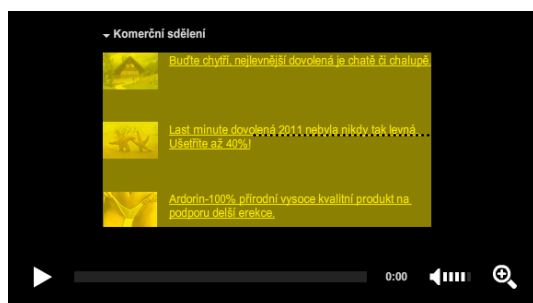 Komerční sdělení
Buďte chytří, nejlevnější dovolená je chatě či chalupě.
Last minute dovolená 2011 nebyla nikdy tak levná.
Ušetříte až 40%!
Ardorin-100% přírodní vysoce kvalitní produkt na
podporu delší erekce.
0:00